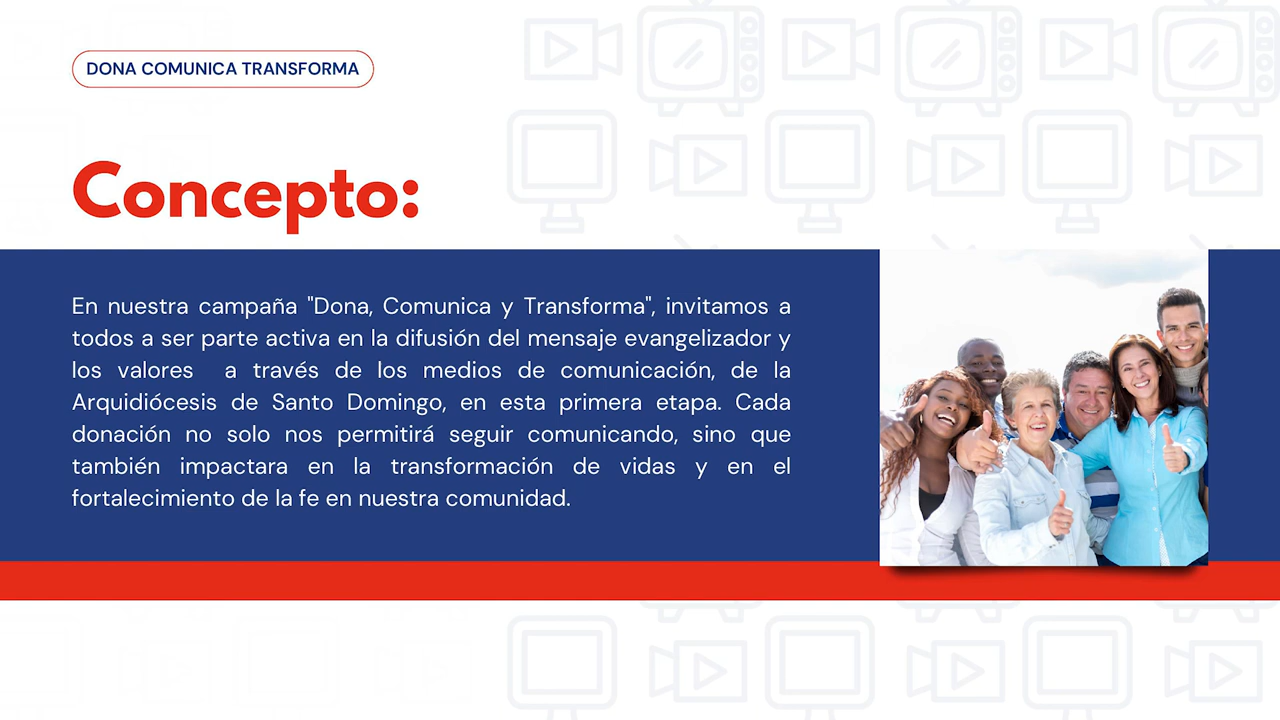 DONA COMUNICA TRANSFORMA
Concepto:
En nuestra campaña "Dona, Comunica y Transforma", invitamos a
todos a ser parte activa en la difusión del mensaje evangelizador y
los valores a través de los medios de comunicación, de la
Arquidiócesis de Santo Domingo, en esta primera etapa. Cada
donación no solo nos permitirá seguir comunicando, sino que
también impactara en la transformación de vidas y en el
fortalecimiento de la fe en nuestra comunidad.